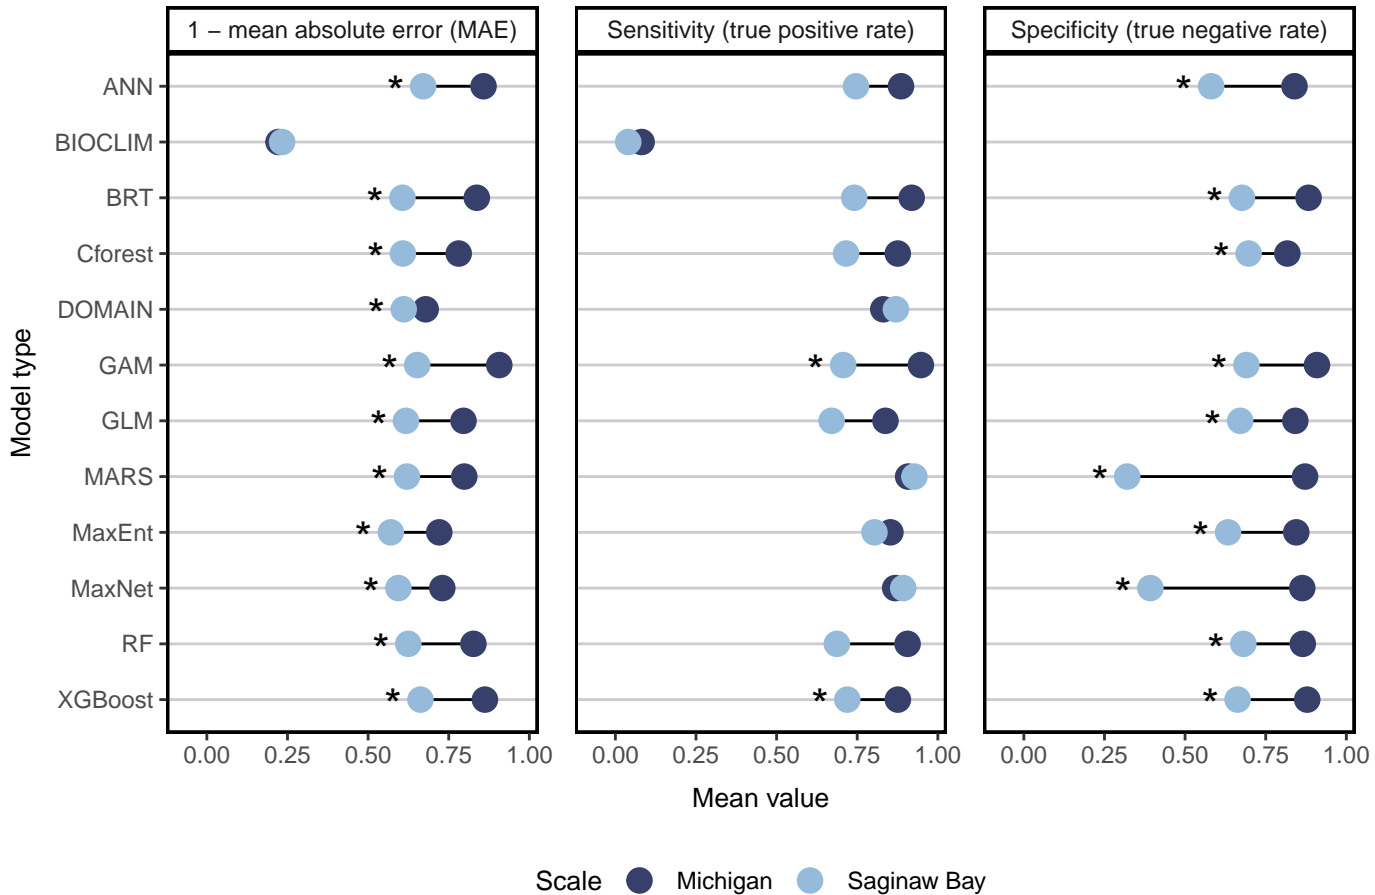 1 − mean absolute error (MAE)
Sensitivity (true positive rate)
Specificity (true negative rate)
Model type
ANN * *
BIOCLIM
BRT * *
Cforest * *
DOMAIN *
GAM * * *
GLM * *
MARS * *
MaxEnt * *
MaxNet * *
RF * *
XGBoost * * *
0.00 0.25 0.50 0.75 1.00 0.00 0.25 0.50 0.75 1.00 0.00 0.25 0.50 0.75 1.00
Mean value
Scale Michigan Saginaw Bay